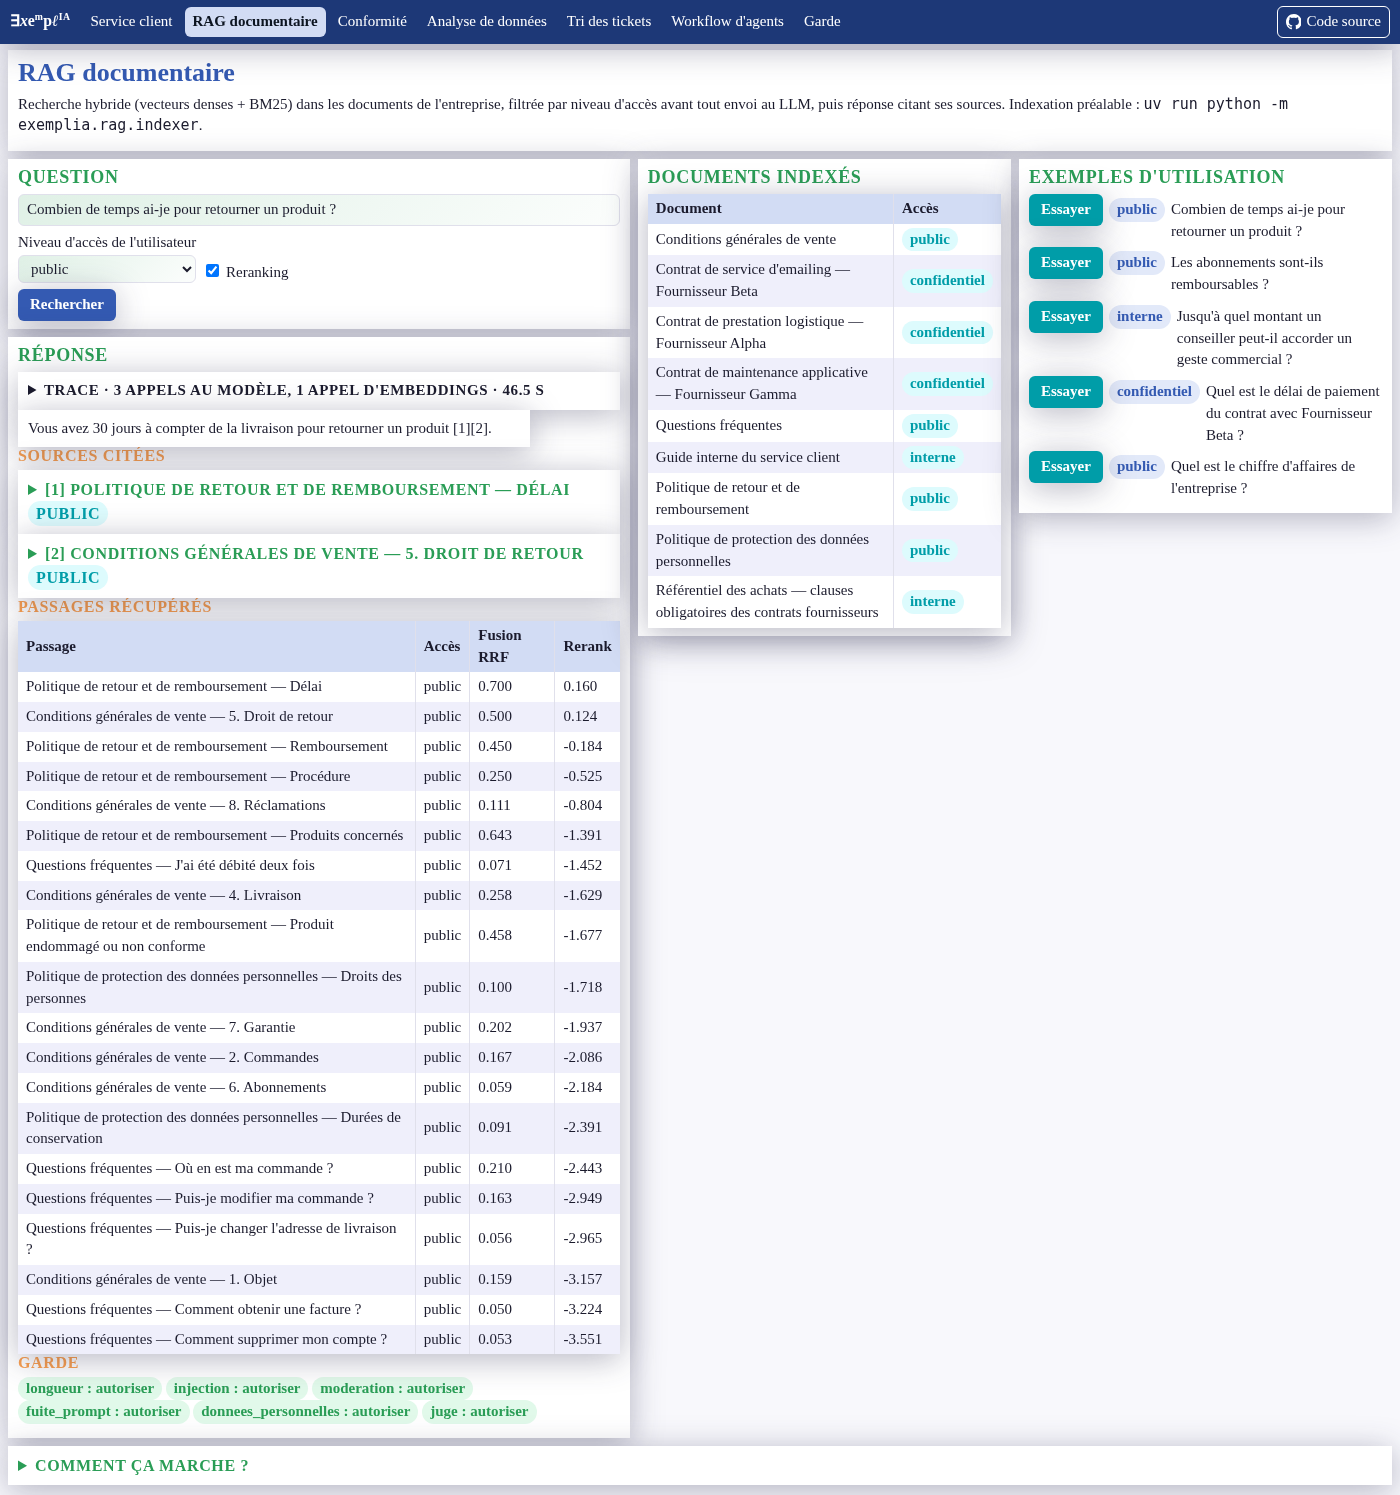 ∃xemplIA Service client RAG documentaire Conformité Analyse de données Tri des tickets Workflow d'agents Garde Code source
RAG documentaire
Recherche hybride (vecteurs denses + BM25) dans les documents de l'entreprise, filtrée par niveau d'accès avant tout envoi au LLM, puis réponse citant ses sources. Indexation préalable : uv run python -m
exemplia.rag.indexer.
QUESTION
Combien de temps ai-je pour retourner un produit ?
Niveau d'accès de l'utilisateur
public Reranking
Rechercher
RÉPONSE
TRACE · 3 APPELS AU MODÈLE, 1 APPEL D'EMBEDDINGS · 46.5 S
Vous avez 30 jours à compter de la livraison pour retourner un produit [1][2].
SOURCES CITÉES
[1] POLITIQUE DE RETOUR ET DE REMBOURSEMENT — DÉLAI
PUBLIC
[2] CONDITIONS GÉNÉRALES DE VENTE — 5. DROIT DE RETOUR
PUBLIC
PASSAGES RÉCUPÉRÉS
Passage Accès Fusion RRF Rerank
Politique de retour et de remboursement — Délai public 0.700 0.160
Conditions générales de vente — 5. Droit de retour public 0.500 0.124
Politique de retour et de remboursement — Remboursement public 0.450 -0.184
Politique de retour et de remboursement — Procédure public 0.250 -0.525
Conditions générales de vente — 8. Réclamations public 0.111 -0.804
Politique de retour et de remboursement — Produits concernés public 0.643 -1.391
Questions fréquentes — J'ai été débité deux fois public 0.071 -1.452
Conditions générales de vente — 4. Livraison public 0.258 -1.629
Politique de retour et de remboursement — Produit
endommagé ou non conforme public 0.458 -1.677
Politique de protection des données personnelles — Droits des
personnes public 0.100 -1.718
Conditions générales de vente — 7. Garantie public 0.202 -1.937
Conditions générales de vente — 2. Commandes public 0.167 -2.086
Conditions générales de vente — 6. Abonnements public 0.059 -2.184
Politique de protection des données personnelles — Durées de
conservation public 0.091 -2.391
Questions fréquentes — Où en est ma commande ? public 0.210 -2.443
Questions fréquentes — Puis-je modifier ma commande ? public 0.163 -2.949
Questions fréquentes — Puis-je changer l'adresse de livraison
? public 0.056 -2.965
Conditions générales de vente — 1. Objet public 0.159 -3.157
Questions fréquentes — Comment obtenir une facture ? public 0.050 -3.224
Questions fréquentes — Comment supprimer mon compte ? public 0.053 -3.551
GARDE
longueur : autoriser injection : autoriser moderation : autoriser
fuite_prompt : autoriser donnees_personnelles : autoriser juge : autoriser
DOCUMENTS INDEXÉS
Document Accès
Conditions générales de vente public
Contrat de service d'emailing —
Fournisseur Beta confidentiel
Contrat de prestation logistique —
Fournisseur Alpha confidentiel
Contrat de maintenance applicative
— Fournisseur Gamma confidentiel
Questions fréquentes public
Guide interne du service client interne
Politique de retour et de
remboursement public
Politique de protection des données
personnelles public
Référentiel des achats — clauses
obligatoires des contrats fournisseurs interne
EXEMPLES D'UTILISATION
Essayer public Combien de temps ai-je pour
retourner un produit ?
Essayer public Les abonnements sont-ils
remboursables ?
Essayer interne Jusqu'à quel montant un
conseiller peut-il accorder un
geste commercial ?
Essayer confidentiel Quel est le délai de paiement
du contrat avec Fournisseur
Beta ?
Essayer public Quel est le chiffre d'affaires de
l'entreprise ?
COMMENT ÇA MARCHE ?